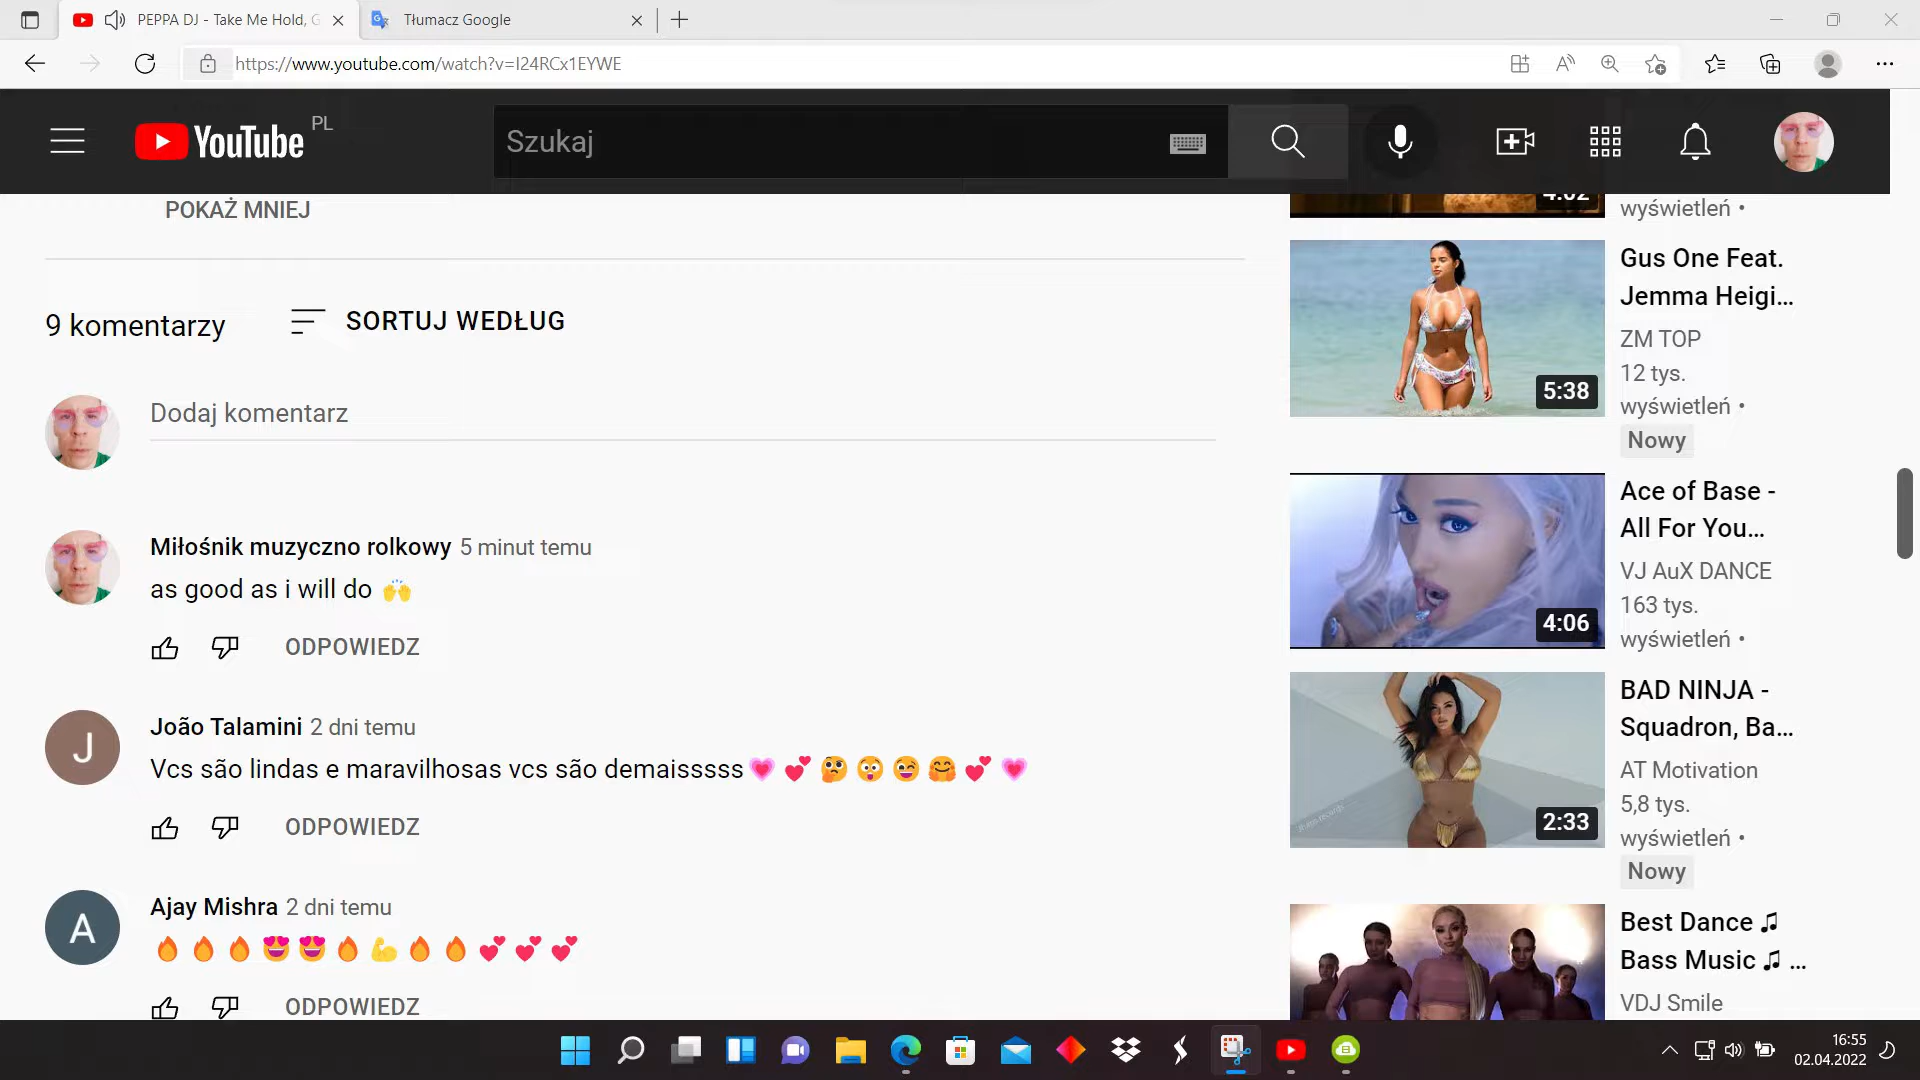 PEPPA DJ - Take Me Hold, G
Tłumacz Google
https://www.youtube.com/watch?v=I24RCx1EYWE
YouTube PL
Szukaj
POKAŻ MNIEJ
9 komentarzy
SORTUJ WEDŁUG
Dodaj komentarz
Miłośnik muzyczno rolkowy 5 minut temu
as good as i will do 🙌
ODPOWIEDZ
J
João Talamini 2 dni temu
Vcs são lindas e maravilhosas vcs são demaisssss💗 💕 🤔 😲 😅 🤗 💕 💗
ODPOWIEDZ
A
Ajay Mishra 2 dni temu
🔥 🔥 🔥 😍 😍 🔥 💪 🔥 🔥 💕 💕 💕
ODPOWIEDZ
4:02
wyświetleń •
5:38
Gus One Feat.
Jemma Heigi...
ZM TOP
12 tys.
wyświetleń •
Nowy
4:06
Ace of Base -
All For You...
VJ AuX DANCE
163 tys.
wyświetleń •
2:33
BAD NINJA -
Squadron, Ba...
AT Motivation
5,8 tys.
wyświetleń •
Nowy
Best Dance ♫
Bass Music ♫ ...
VDJ Smile
16:55
02.04.2022